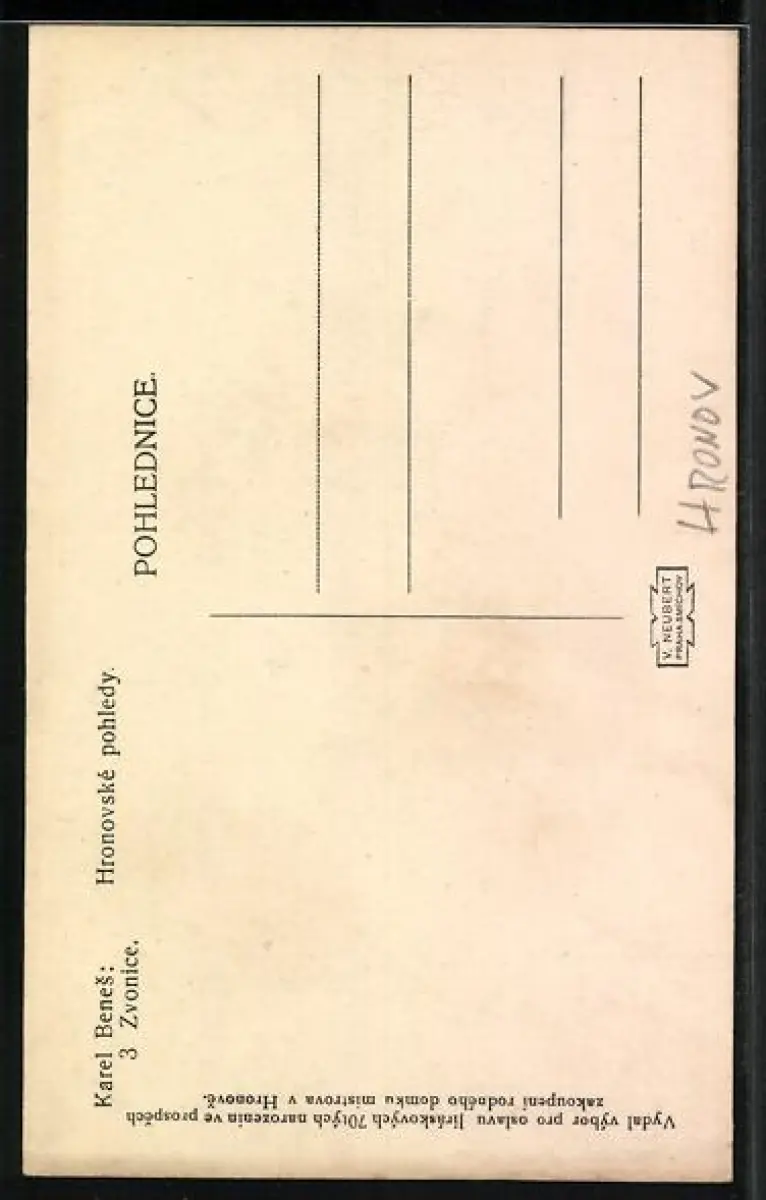 Karel Beneš: Hronovské pohledy.
3 Zvonice.
POHLEDNICE.
V. NEUBERT
PRAHA SMÍCHOV
HRONOV
Vydal výbor pro oslavu Jiráskových 70tých narozenin ve prospěch
zakoupení rodného domku mistrova v Hronově.